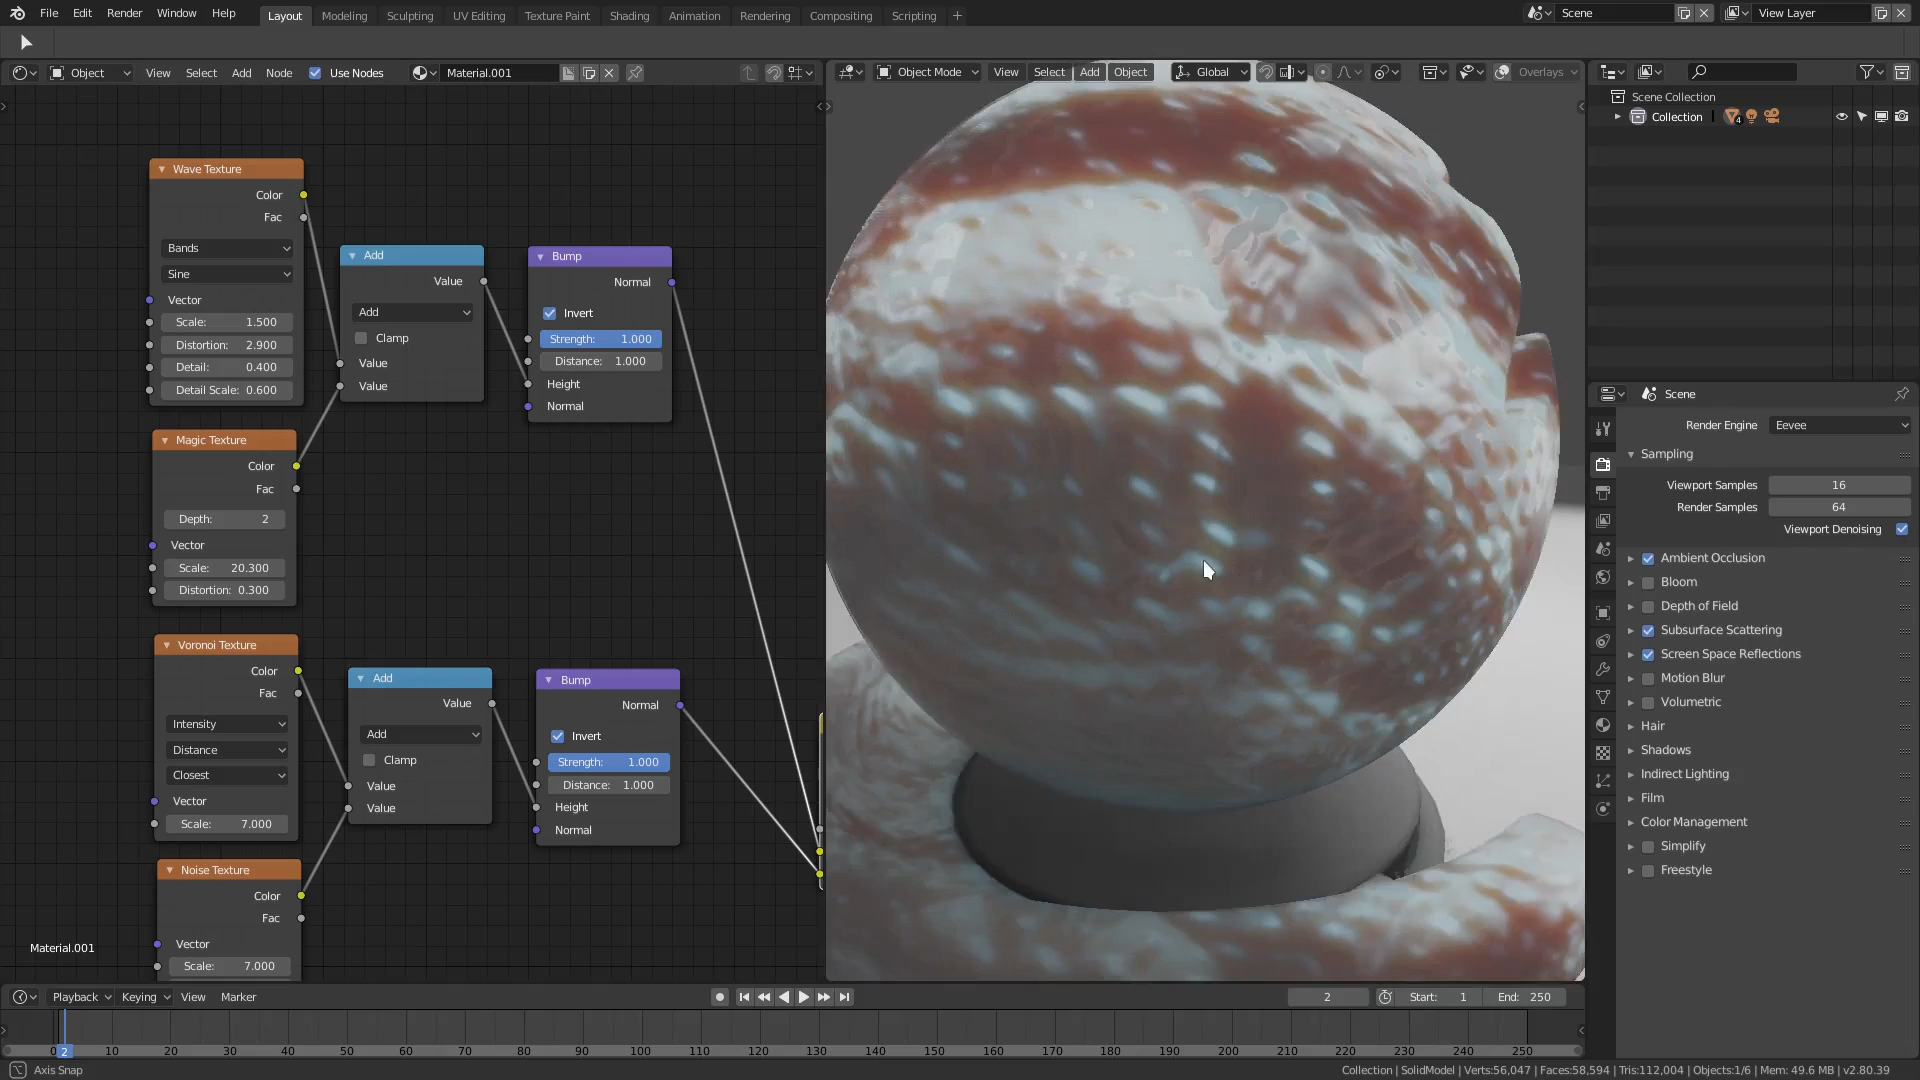 File Edit Render Window Help Layout Modeling Sculpting UV Editing Texture Paint Shading Animation Rendering Compositing Scripting + Scene View Layer
Object View Select Add Node Use Nodes Material.001
Object Mode View Select Add Object Global Overlays
Scene Collection
Collection 4
Wave Texture
Color
Fac
Bands
Sine
Vector
Scale: 1.500
Distortion: 2.900
Detail: 0.400
Detail Scale: 0.600
Add
Value
Add
Clamp
Value
Value
Bump
Normal
Invert
Strength: 1.000
Distance: 1.000
Height
Normal
Magic Texture
Color
Fac
Depth: 2
Vector
Scale: 20.300
Distortion: 0.300
Voronoi Texture
Color
Fac
Intensity
Distance
Closest
Vector
Scale: 7.000
Add
Value
Add
Clamp
Value
Value
Bump
Normal
Invert
Strength: 1.000
Distance: 1.000
Height
Normal
Noise Texture
Color
Fac
Vector
Scale: 7.000
Material.001
Scene
Render Engine Eevee
Sampling
Viewport Samples 16
Render Samples 64
Viewport Denoising
Ambient Occlusion
Bloom
Depth of Field
Subsurface Scattering
Screen Space Reflections
Motion Blur
Volumetric
Hair
Shadows
Indirect Lighting
Film
Color Management
Simplify
Freestyle
Playback Keying View Marker 2 Start: 1 End: 250
0 2 10 20 30 40 50 60 70 80 90 100 110 120 130 140 150 160 170 180 190 200 210 220 230 240 250
Axis Snap Collection | SolidModel | Verts:56,047 | Faces:58,594 | Tris:112,004 | Objects:1/6 | Mem: 49.6 MB | v2.80.39